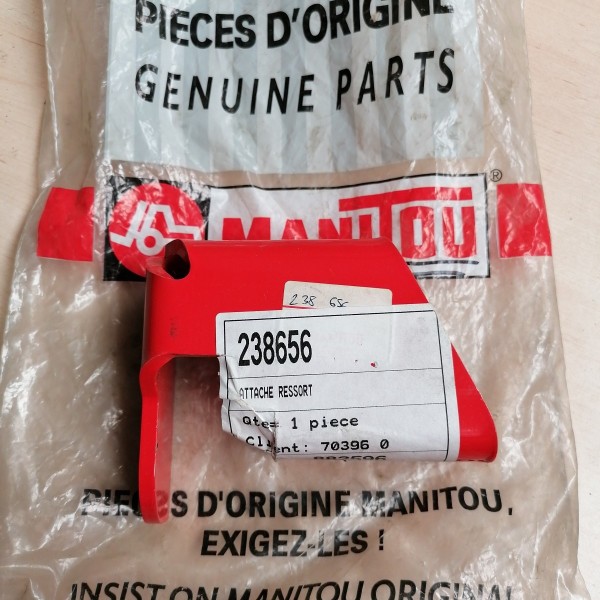 PIECES D'ORIGINE
GENUINE PARTS
MANITOU ®
238 656
238656
ATTACHE RESSORT
Qte= 1 piece
Client: 70396 0
PIECES D'ORIGINE MANITOU,
EXIGEZ-LES !
INSIST ON MANITOU ORIGINAL